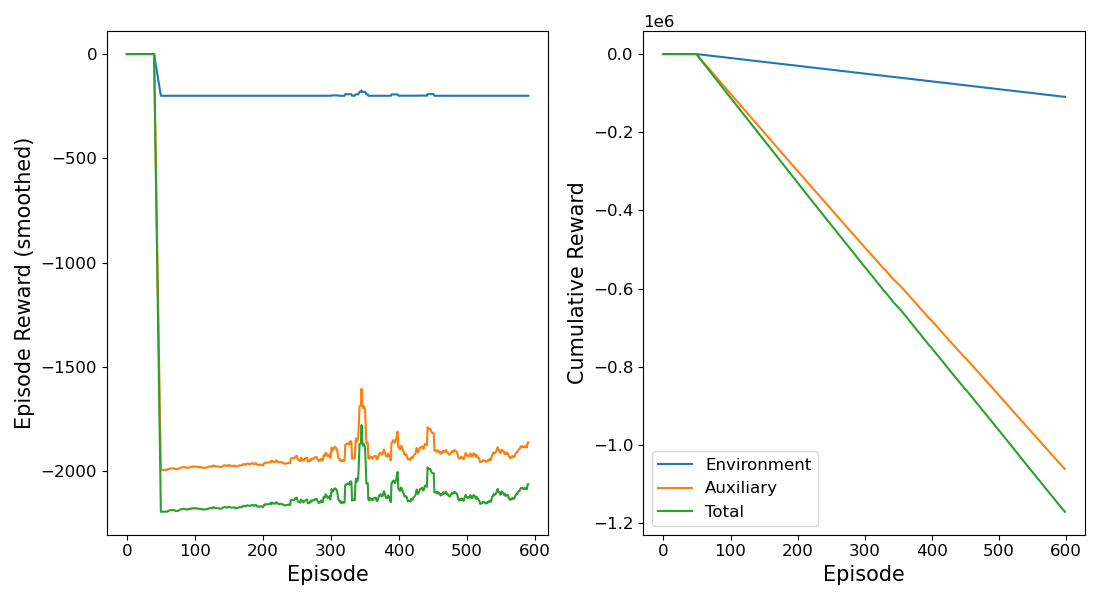 0
−500
−1000
−1500
−2000
0 100 200 300 400 500 600
Episode
Episode Reward (smoothed)
1e6
0.0
−0.2
−0.4
−0.6
−0.8
−1.0
−1.2
0 100 200 300 400 500 600
Episode
Cumulative Reward
Environment
Auxiliary
Total